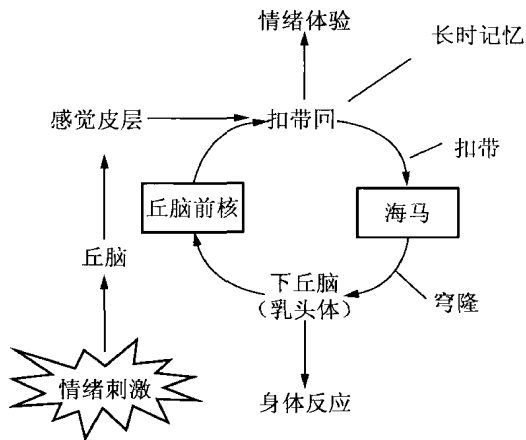 情绪体验
长时记忆
感觉皮层
扣带回
扣带
丘脑前核
海马
丘脑
下丘脑
（乳头体）
穹隆
情绪刺激
身体反应